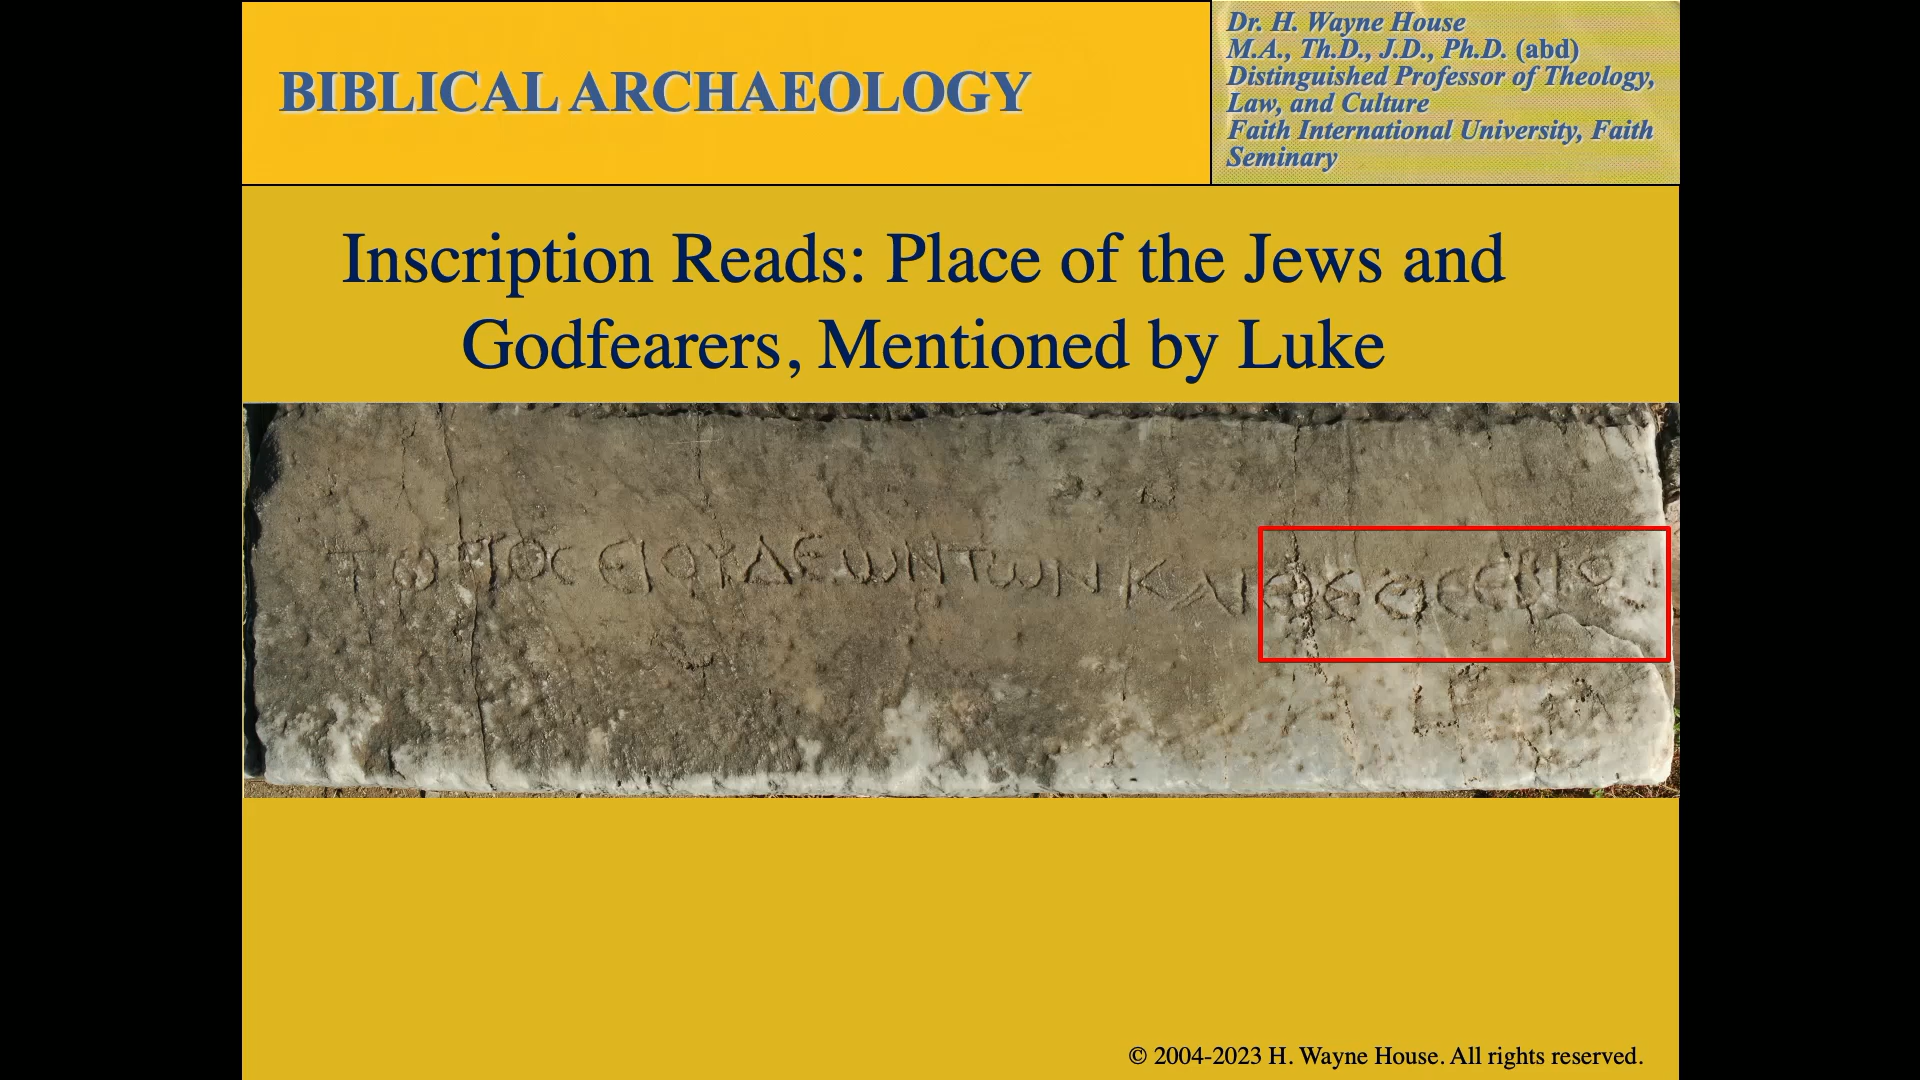 BIBLICAL ARCHAEOLOGY
Dr. H. Wayne House
M.A., Th.D., J.D., Ph.D. (abd)
Distinguished Professor of Theology,
Law, and Culture
Faith International University, Faith
Seminary
Inscription Reads: Place of the Jews and
Godfearers, Mentioned by Luke
ΤΩΠΟC ΕΙΟΥΔΕΩΝ ΤΩΝ ΚΑΙ
© 2004-2023 H. Wayne House. All rights reserved.